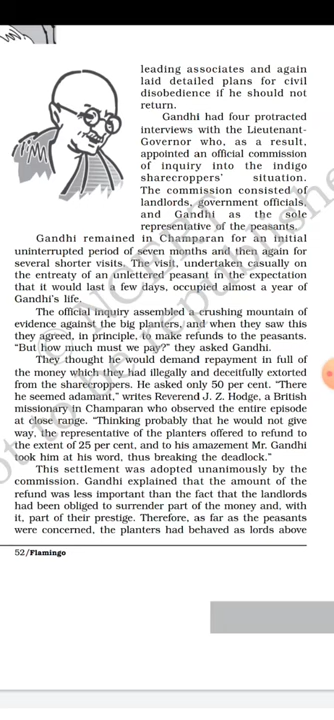 leading associates and again
laid detailed plans for civil
disobedience if he should not
return.
Gandhi had four protracted
interviews with the Lieutenant-
Governor who, as a result,
appointed an official commission
of inquiry into the indigo
sharecroppers' situation.
The commission consisted of
landlords, government officials,
and Gandhi as the sole
representative of the peasants.
Gandhi remained in Champaran for an initial
uninterrupted period of seven months and then again for
several shorter visits. The visit, undertaken casually on
the entreaty of an unlettered peasant in the expectation
that it would last a few days, occupied almost a year of
Gandhi's life.
The official inquiry assembled a crushing mountain of
evidence against the big planters, and when they saw this
they agreed, in principle, to make refunds to the peasants.
"But how much must we pay?" they asked Gandhi.
They thought he would demand repayment in full of
the money which they had illegally and deceitfully extorted
from the sharecroppers. He asked only 50 per cent. "There
he seemed adamant," writes Reverend J. Z. Hodge, a British
missionary in Champaran who observed the entire episode
at close range. "Thinking probably that he would not give
way, the representative of the planters offered to refund to
the extent of 25 per cent, and to his amazement Mr. Gandhi
took him at his word, thus breaking the deadlock."
This settlement was adopted unanimously by the
commission. Gandhi explained that the amount of the
refund was less important than the fact that the landlords
had been obliged to surrender part of the money and, with
it, part of their prestige. Therefore, as far as the peasants
were concerned, the planters had behaved as lords above
52/Flamingo